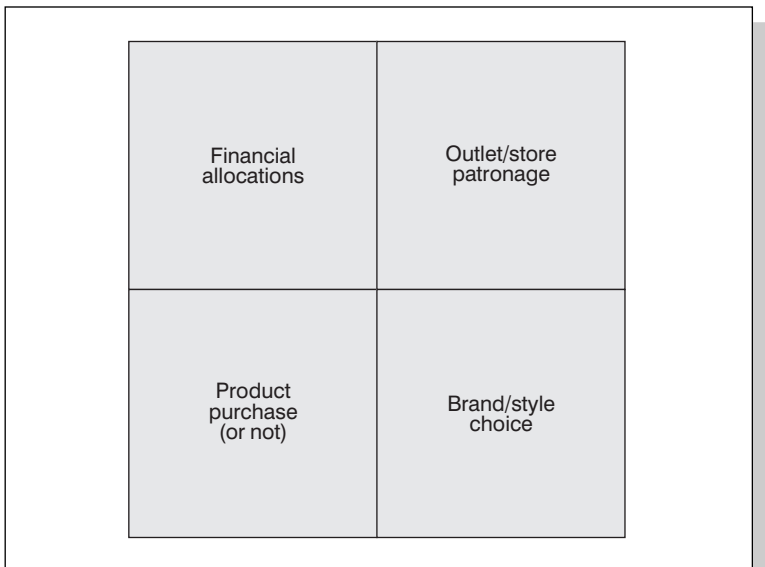 Financial
allocations
Outlet/store
patronage
Product
purchase
(or not)
Brand/style
choice